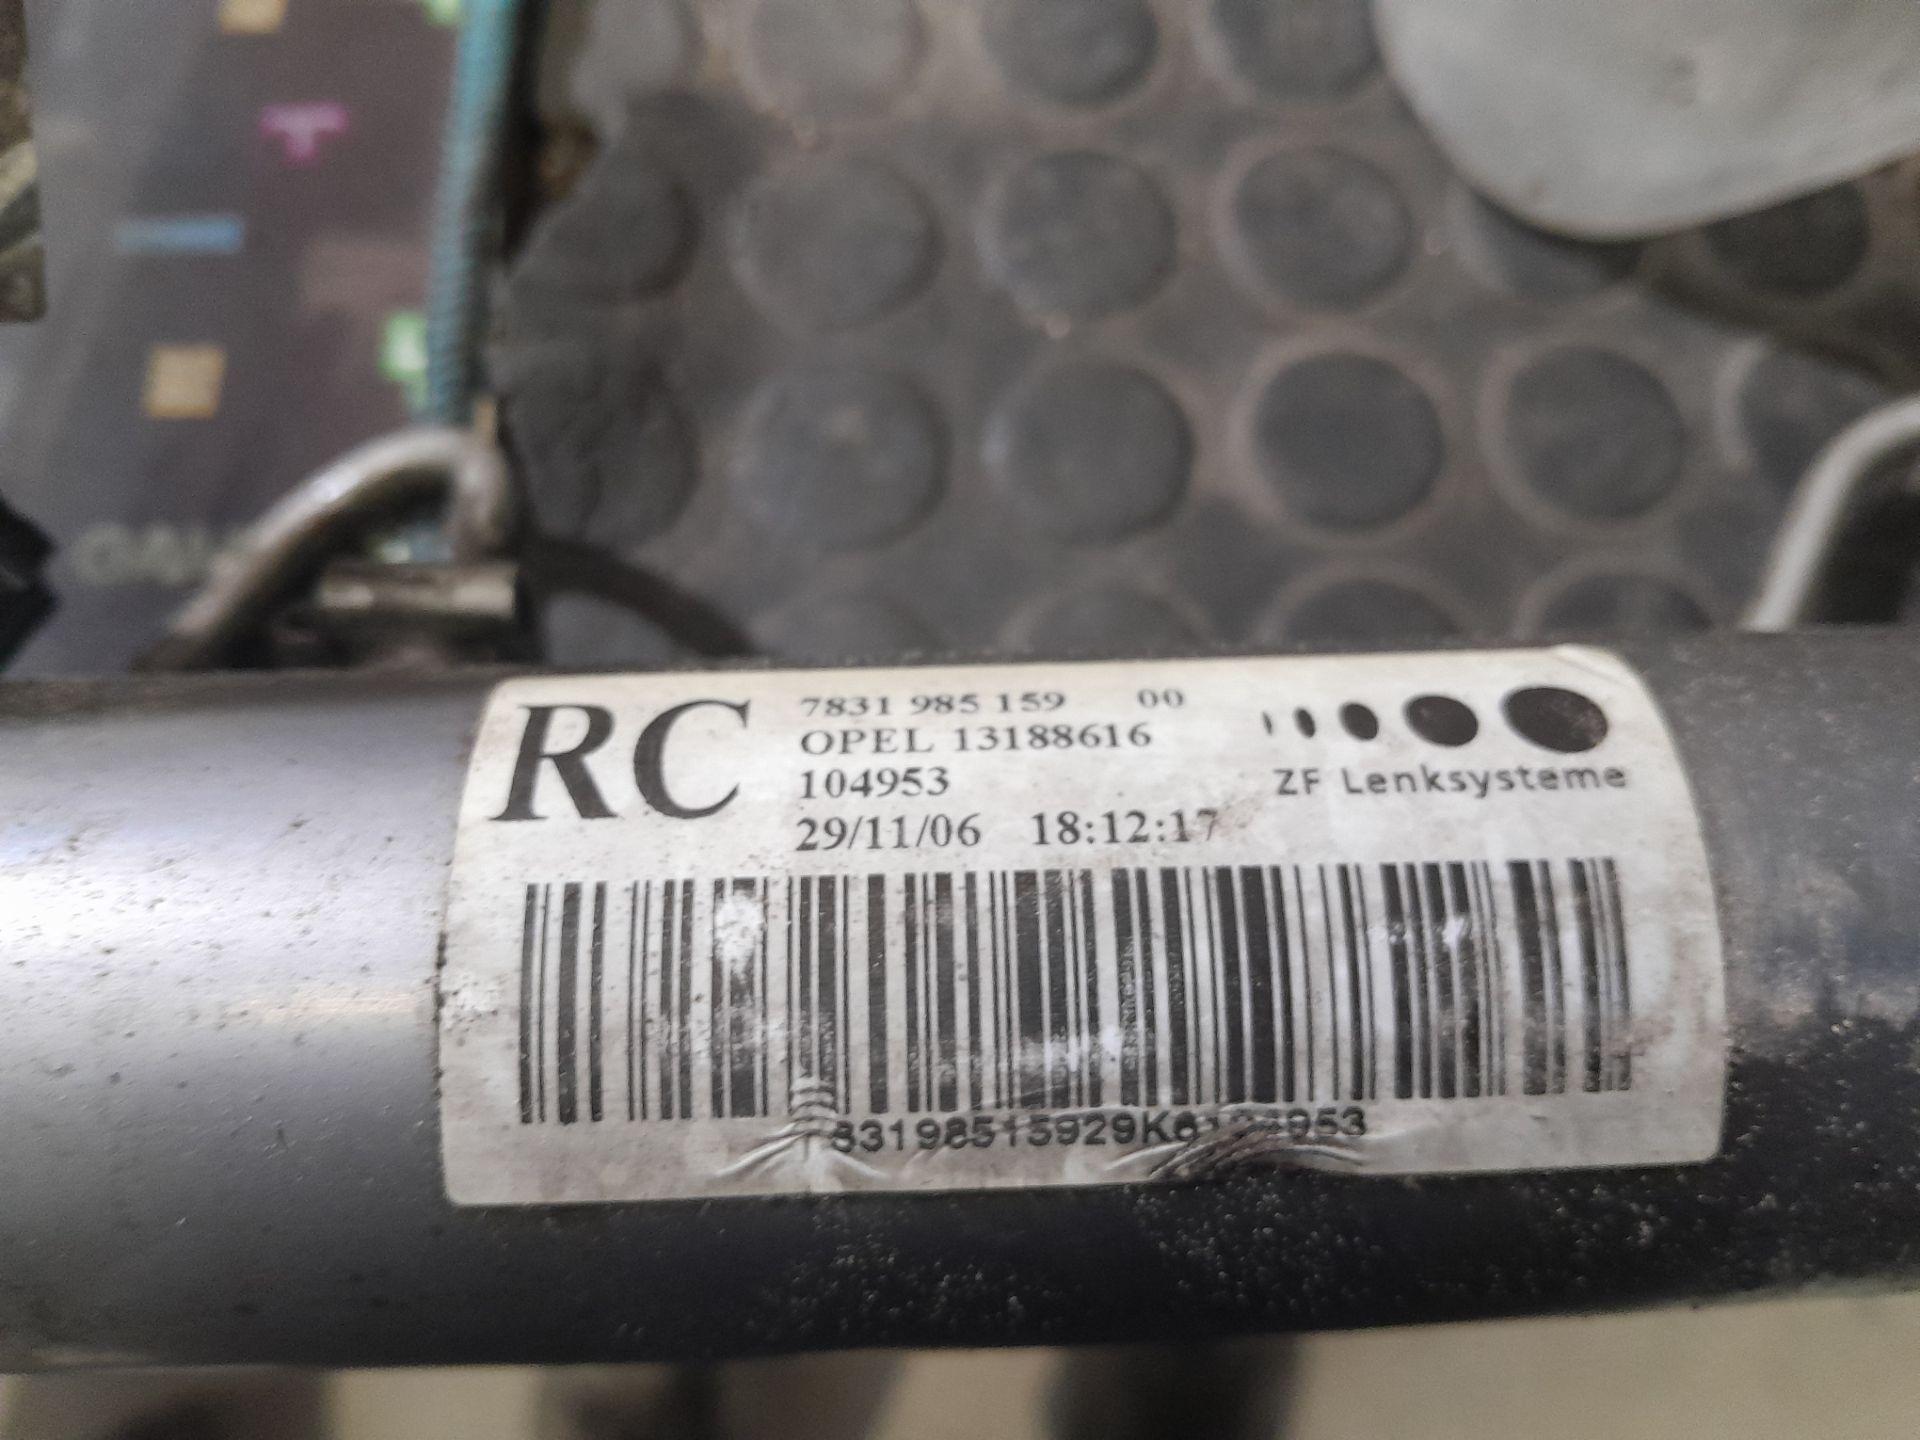 RC
7831 985 159 00
OPEL 13188616
104953
29/11/06 18:12:17
ZF Lenksysteme